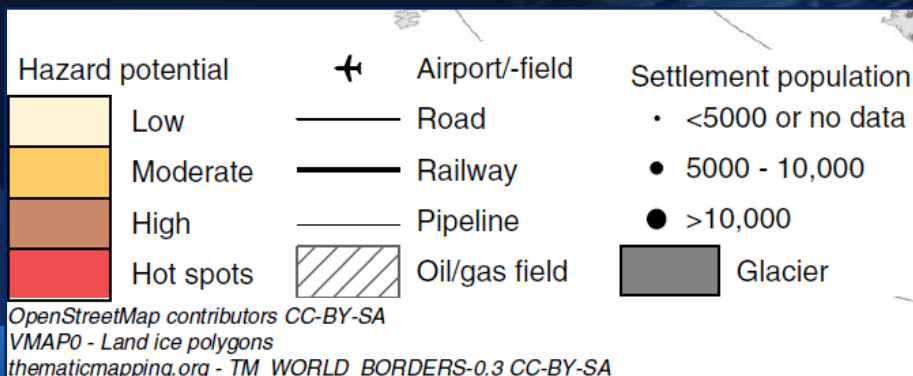 Hazard potential
Low
Moderate
High
Hot spots
Airport/-field
Road
Railway
Pipeline
Oil/gas field
Settlement population
<5000 or no data
5000 - 10,000
>10,000
Glacier
OpenStreetMap contributors CC-BY-SA
VMAP0 - Land ice polygons
thematicmapping.org - TM_WORLD_BORDERS-0.3 CC-BY-SA